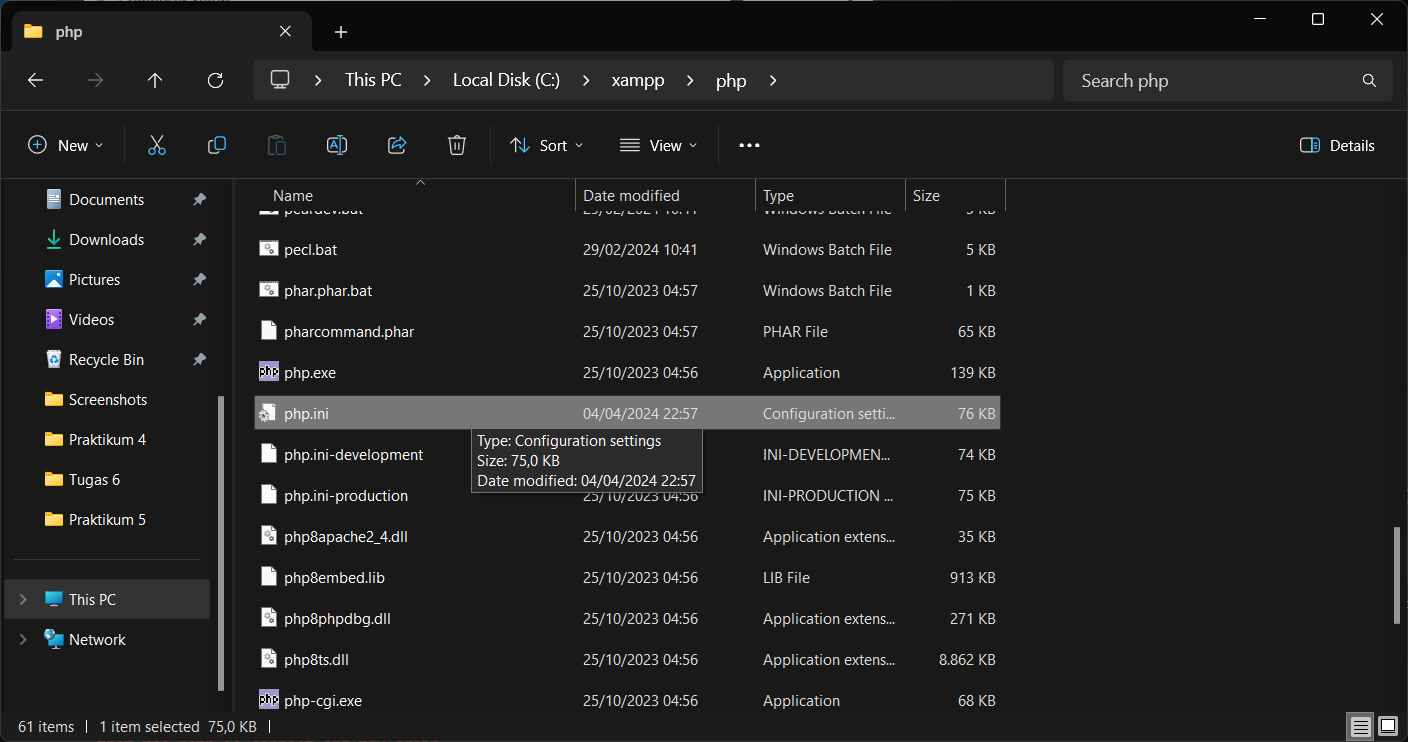 php
This PC Local Disk (C:) xampp php
Search php
New Sort View Details
Name Date modified Type Size
peardev.bat 29/02/2024 10:41 Windows Batch File 5 KB
pecl.bat 29/02/2024 10:41 Windows Batch File 5 KB
phar.phar.bat 25/10/2023 04:57 Windows Batch File 1 KB
pharcommand.phar 25/10/2023 04:57 PHAR File 65 KB
php.exe 25/10/2023 04:56 Application 139 KB
php.ini 04/04/2024 22:57 Configuration setti... 76 KB
Type: Configuration settings
Size: 75,0 KB
Date modified: 04/04/2024 22:57
php.ini-development INI-DEVELOPMEN... 74 KB
php.ini-production 25/10/2023 04:56 INI-PRODUCTION ... 75 KB
php8apache2_4.dll 25/10/2023 04:56 Application extens... 35 KB
php8embed.lib 25/10/2023 04:56 LIB File 913 KB
php8phpdbg.dll 25/10/2023 04:56 Application extens... 271 KB
php8ts.dll 25/10/2023 04:56 Application extens... 8.862 KB
php-cgi.exe 25/10/2023 04:56 Application 68 KB
Documents
Downloads
Pictures
Videos
Recycle Bin
Screenshots
Praktikum 4
Tugas 6
Praktikum 5
This PC
Network
61 items 1 item selected 75,0 KB